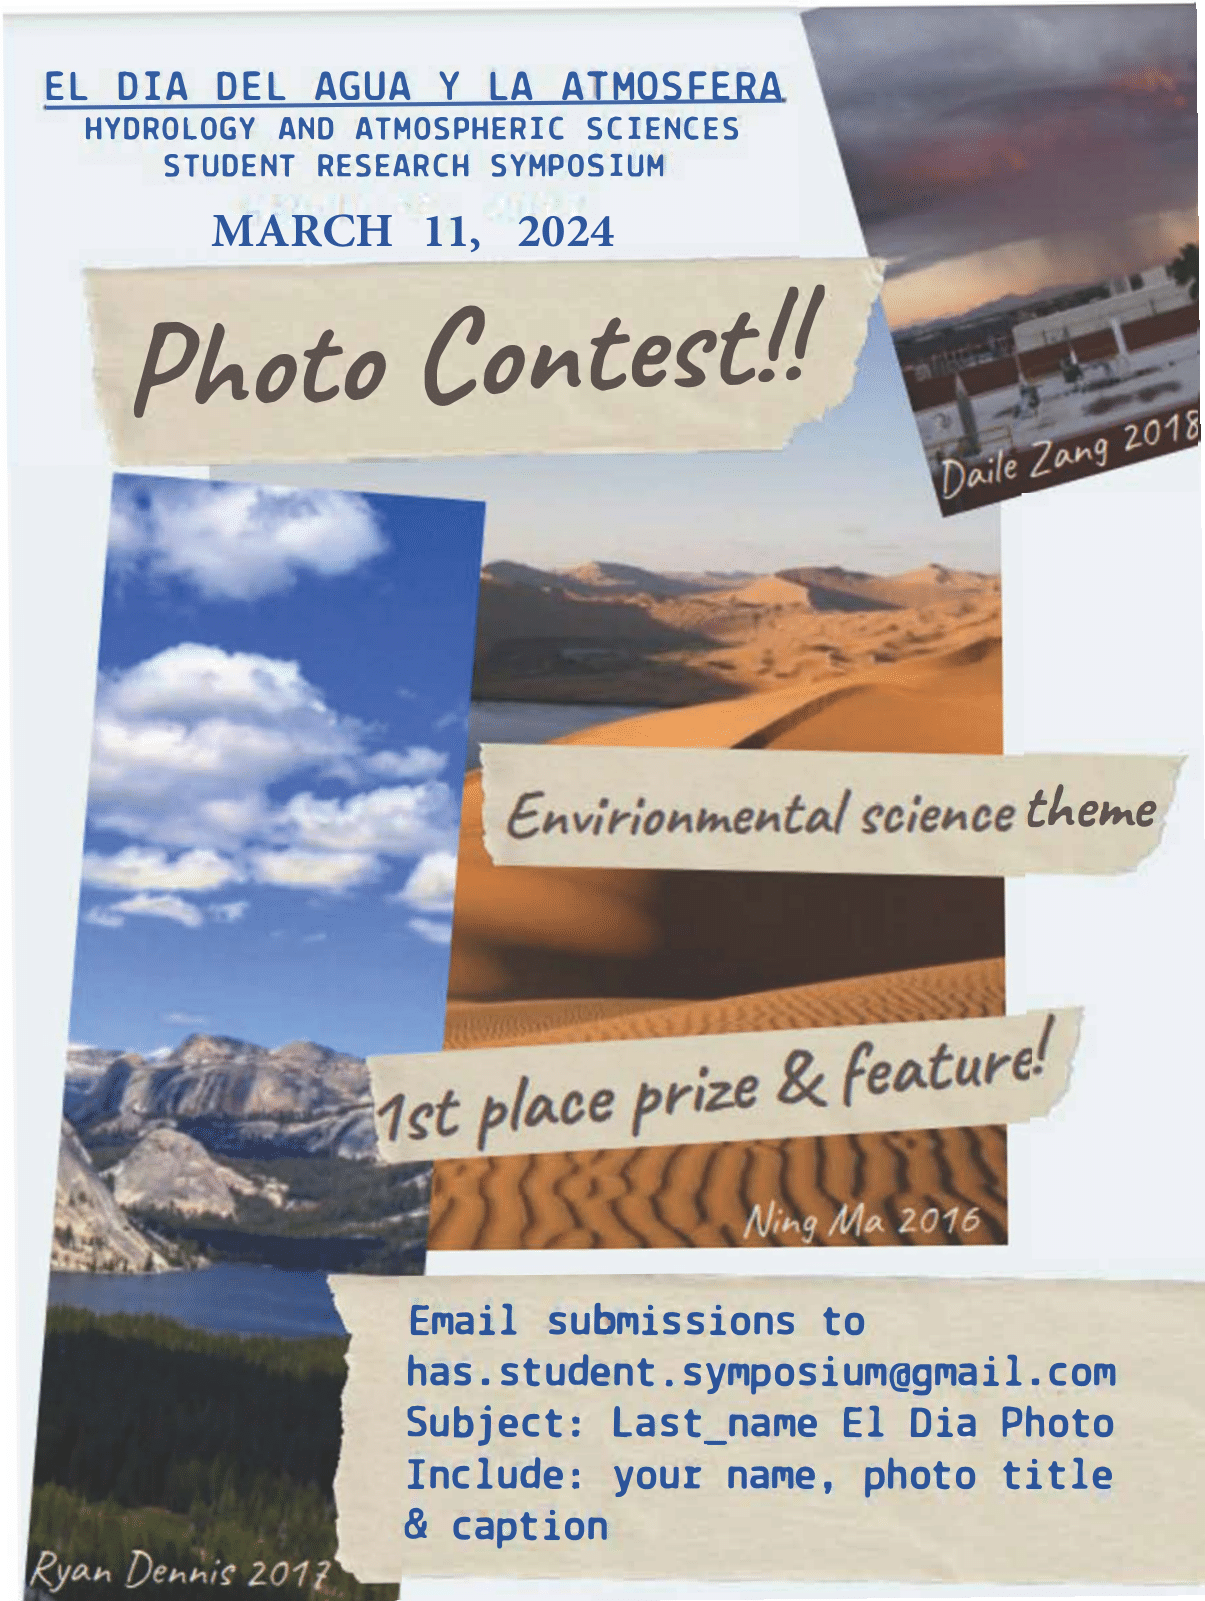 EL DIA DEL AGUA Y LA ATMOSFERA
HYDROLOGY AND ATMOSPHERIC SCIENCES
STUDENT RESEARCH SYMPOSIUM
MARCH 11, 2024
Photo Contest!!
Daile Zang 2018
Envirionmental science theme
1st place prize & feature!
Ning Ma 2016
Email submissions to
has.student.symposium@gmail.com
Subject: Last_name El Dia Photo
Include: your name, photo title
& caption
Ryan Dennis 2017